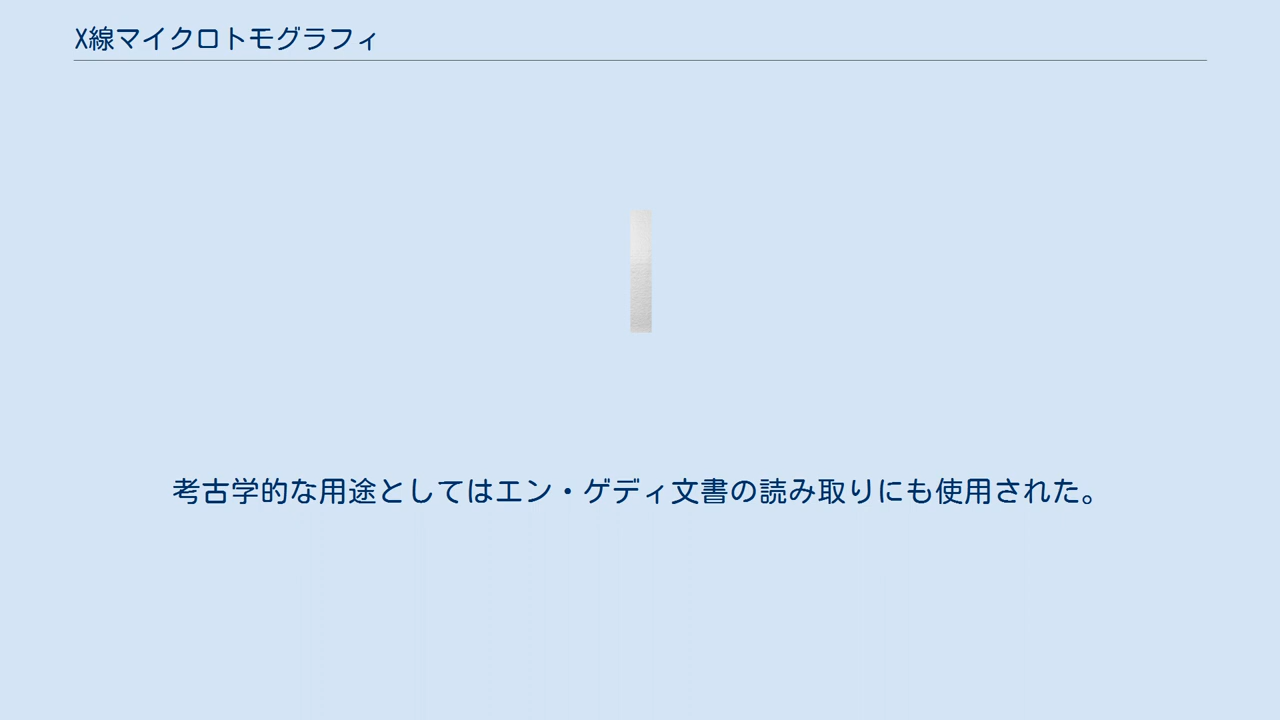 X線マイクロトモグラフィ
考古学的な用途としてはエン・ゲディ文書の読み取りにも使用された。